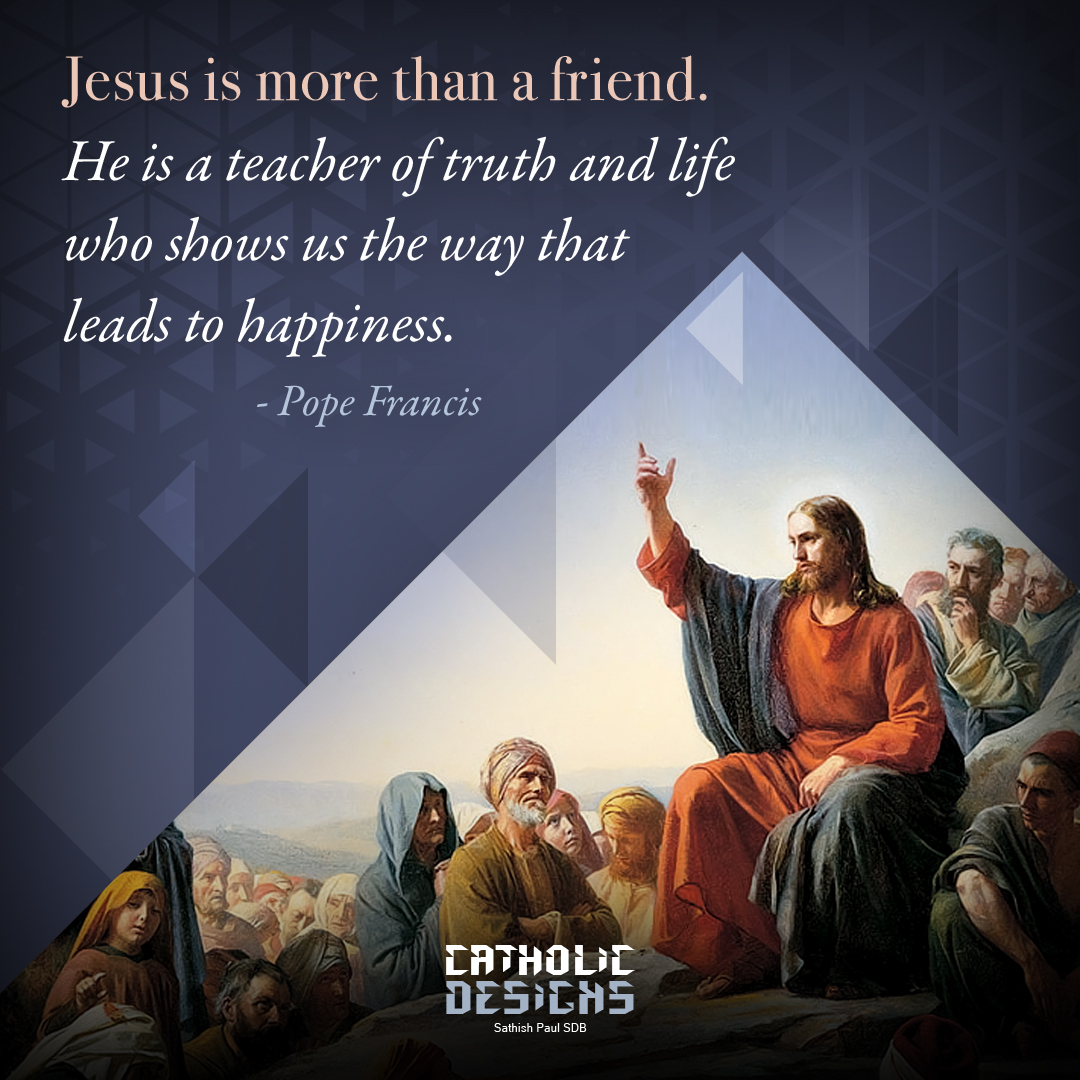 Jesus is more than a friend.
He is a teacher of truth and life
who shows us the way that
leads to happiness.
- Pope Francis
CATHOLIC
DESIGNS
Sathish Paul SDB